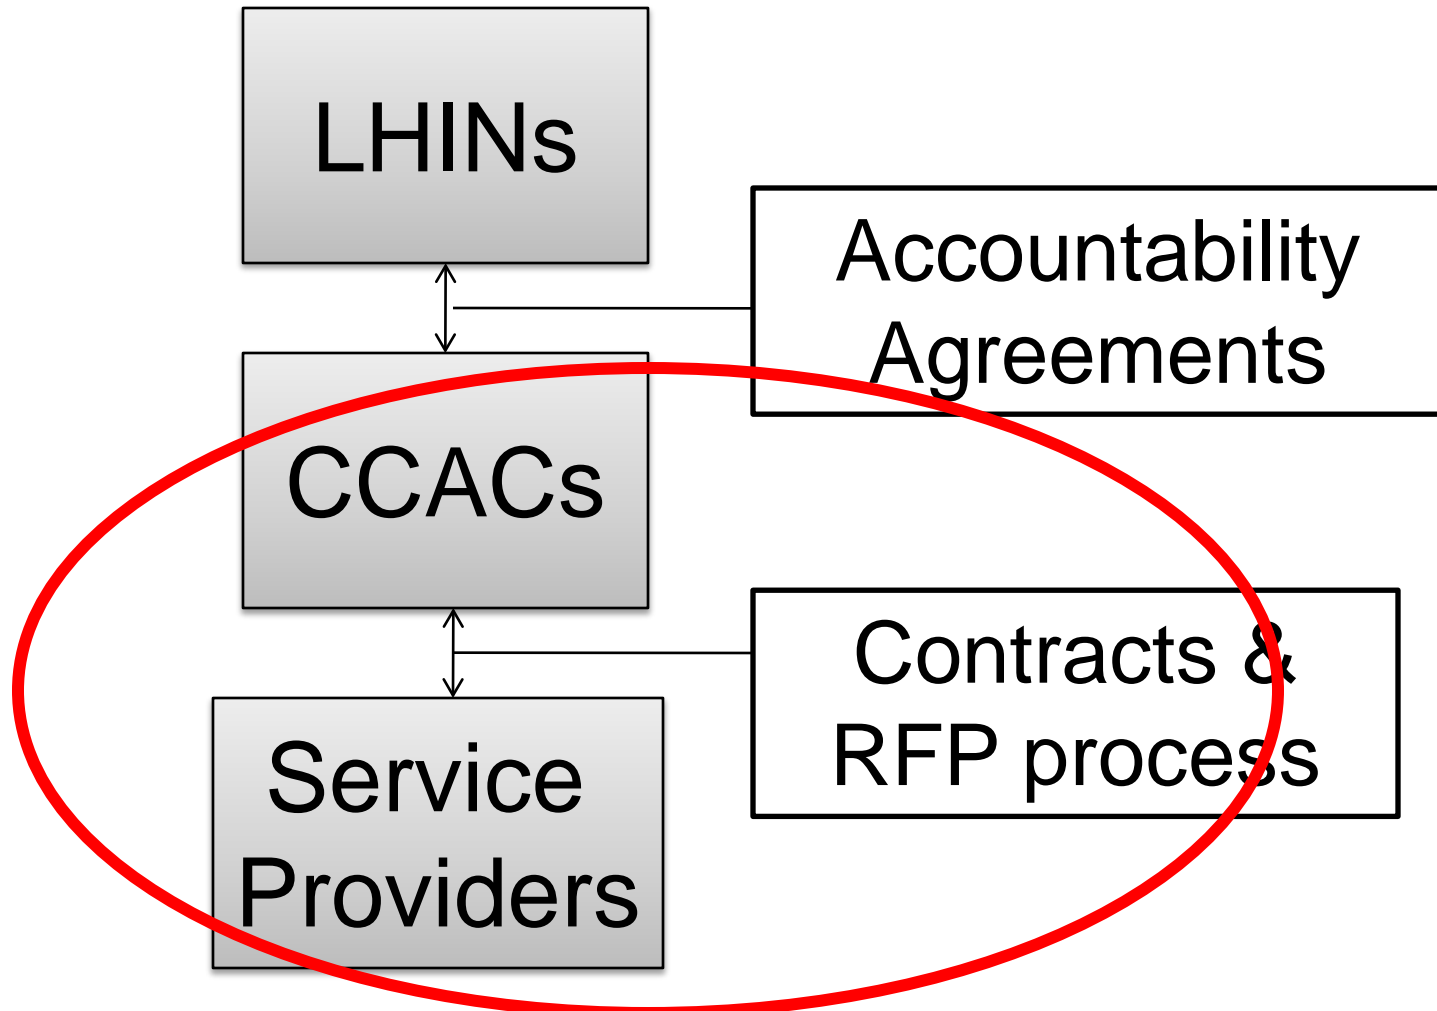 LHINs
Accountability
Agreements
CCACs
Contracts &
RFP process
Service
Providers